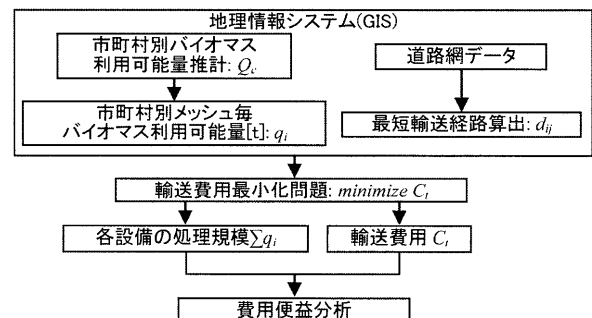 地理情報システム(GIS)
市町村別バイオマス
利用可能量推計: Qc
道路網データ
市町村別メッシュ毎
バイオマス利用可能量[t]: qi
最短輸送経路算出: dij
輸送費用最小化問題: minimize Ct
各設備の処理規模∑qi
輸送費用 Ct
費用便益分析